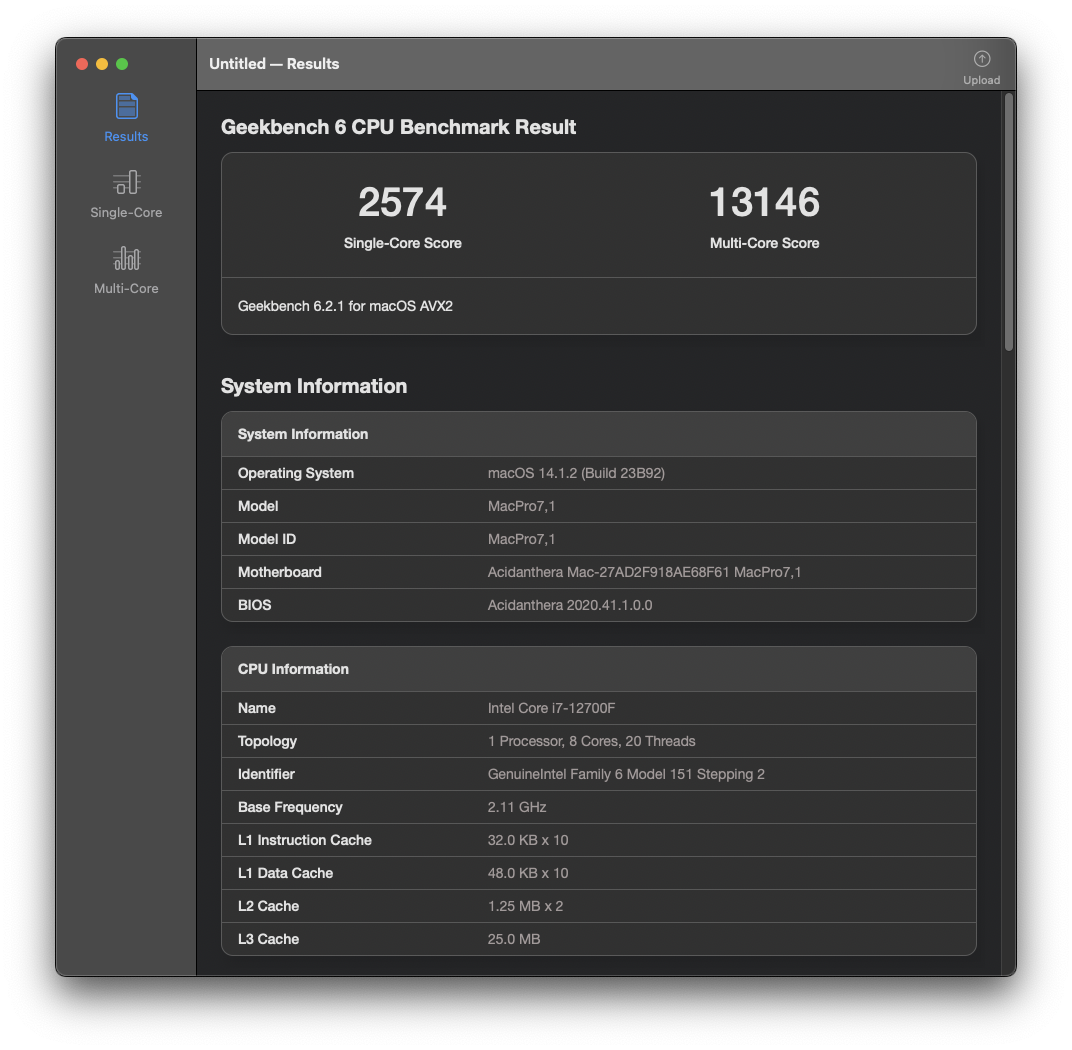 Untitled — Results
Upload
Results
Single-Core
Multi-Core
Geekbench 6 CPU Benchmark Result
2574 13146
Single-Core Score Multi-Core Score
Geekbench 6.2.1 for macOS AVX2
System Information
System Information
Operating System macOS 14.1.2 (Build 23B92)
Model MacPro7,1
Model ID MacPro7,1
Motherboard Acidanthera Mac-27AD2F918AE68F61 MacPro7,1
BIOS Acidanthera 2020.41.1.0.0
CPU Information
Name Intel Core i7-12700F
Topology 1 Processor, 8 Cores, 20 Threads
Identifier GenuineIntel Family 6 Model 151 Stepping 2
Base Frequency 2.11 GHz
L1 Instruction Cache 32.0 KB x 10
L1 Data Cache 48.0 KB x 10
L2 Cache 1.25 MB x 2
L3 Cache 25.0 MB